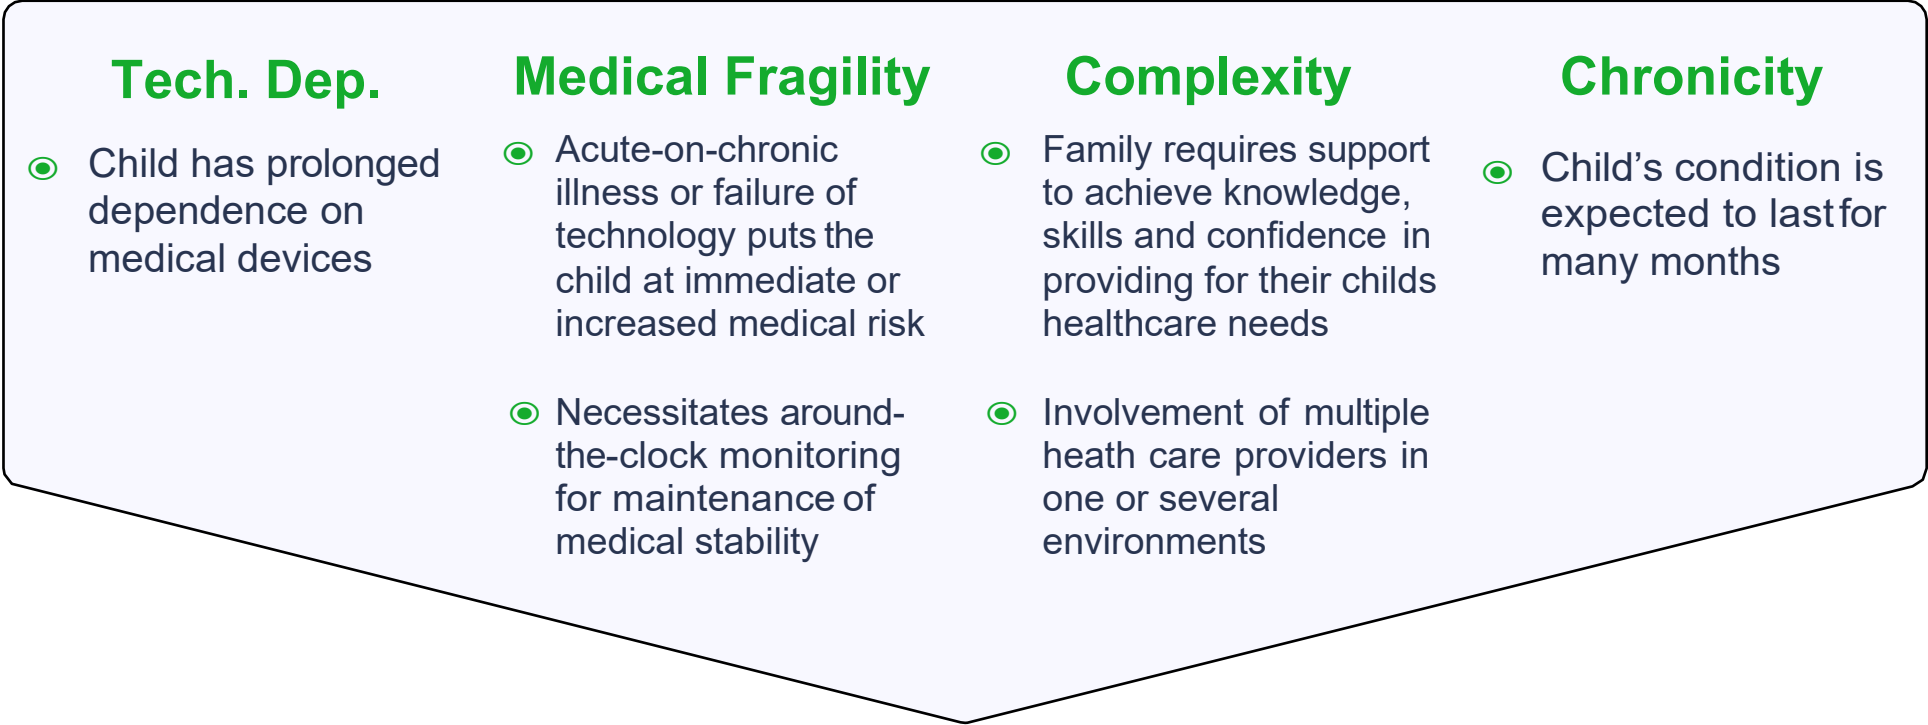 Tech. Dep.
Child has prolonged
dependence on
medical devices
Medical Fragility
Acute-on-chronic
illness or failure of
technology puts the
child at immediate or
increased medical risk
Necessitates around-
the-clock monitoring
for maintenance of
medical stability
Complexity
Family requires support
to achieve knowledge,
skills and confidence in
providing for their childs
healthcare needs
Involvement of multiple
heath care providers in
one or several
environments
Chronicity
Child’s condition is
expected to last for
many months